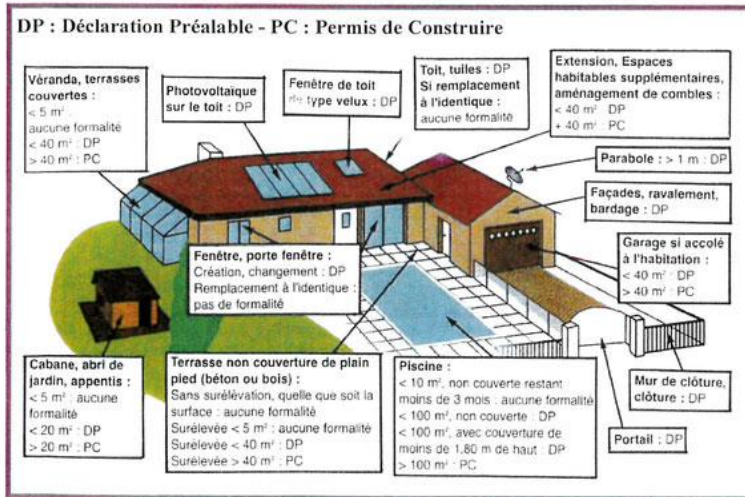 DP : Déclaration Préalable - PC : Permis de Construire
Véranda, terrasses
couvertes :
< 5 m² :
aucune formalité
< 40 m² : DP
> 40 m² : PC
Photovoltaïque
sur le toit : DP
Fenêtre de toit
de type velux : DP
Toit, tuiles : DP
Si remplacement
à l'identique :
aucune formalité
Extension, Espaces
habitables supplémentaires,
aménagement de combles :
< 40 m² : DP
+ 40 m² : PC
Parabole : > 1 m : DP
Façades, ravalement,
bardage : DP
Garage si accolé
à l'habitation :
< 40 m² : DP
> 40 m² : PC
Fenêtre, porte fenêtre :
Création, changement : DP
Remplacement à l'identique :
pas de formalité
Cabane, abri de
jardin, appentis :
< 5 m² : aucune
formalité
< 20 m² : DP
> 20 m² : PC
Terrasse non couverture de plain
pied (béton ou bois) :
Sans surélévation, quelle que soit la
surface : aucune formalité
Surélevée < 5 m² : aucune formalité
Surélevée < 40 m² : DP
Surélevée > 40 m² : PC
Piscine :
< 10 m², non couverte restant
moins de 3 mois : aucune formalité
< 100 m², non couverte : DP
< 100 m², avec couverture de
moins de 1,80 m de haut : DP
> 100 m² : PC
Mur de clôture,
clôture : DP
Portail : DP